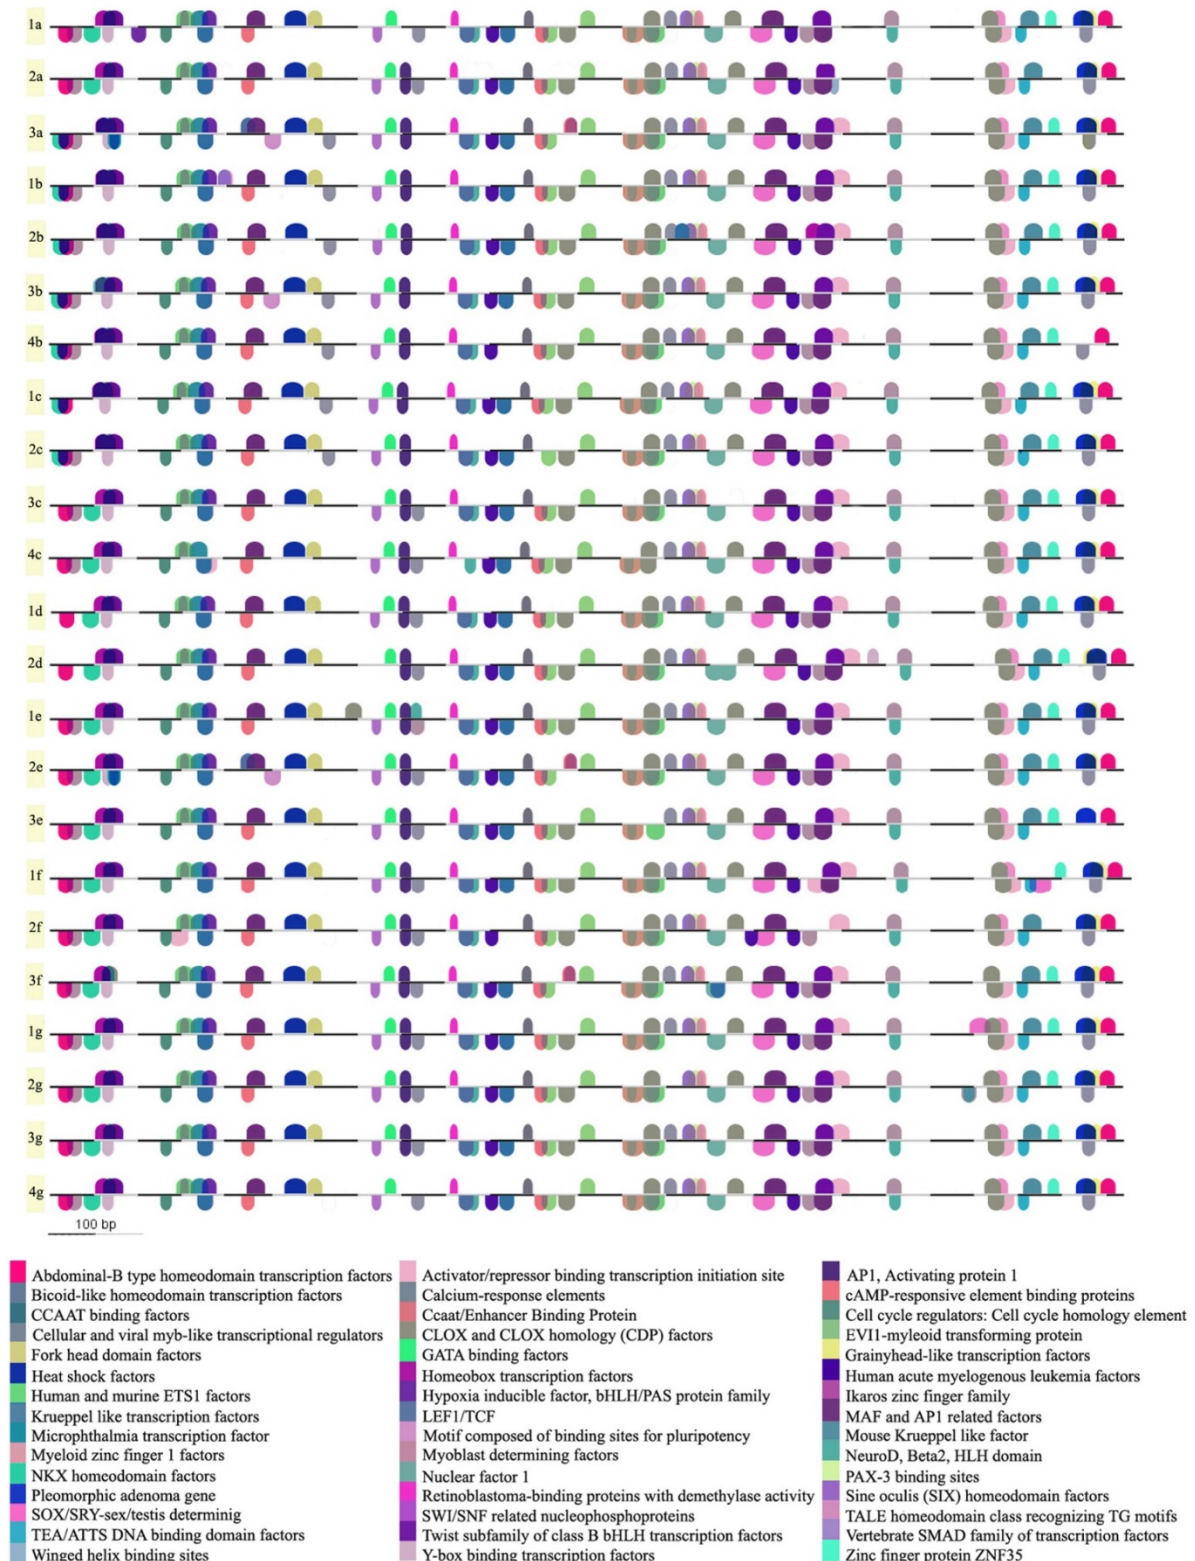 1a
2a
3a
1b
2b
3b
4b
1c
2c
3c
4c
1d
2d
1e
2e
3e
1f
2f
3f
1g
2g
3g
4g
100 bp
Abdominal-B type homeodomain transcription factors
Bicoid-like homeodomain transcription factors
CCAAT binding factors
Cellular and viral myb-like transcriptional regulators
Fork head domain factors
Heat shock factors
Human and murine ETS1 factors
Krueppel like transcription factors
Microphthalmia transcription factor
Myeloid zinc finger 1 factors
NKX homeodomain factors
Pleomorphic adenoma gene
SOX/SRY-sex/testis determinig
TEA/ATTS DNA binding domain factors
Winged helix binding sites
Activator/repressor binding transcription initiation site
Calcium-response elements
Ccaat/Enhancer Binding Protein
CLOX and CLOX homology (CDP) factors
GATA binding factors
Homeobox transcription factors
Hypoxia inducible factor, bHLH/PAS protein family
LEF1/TCF
Motif composed of binding sites for pluripotency
Myoblast determining factors
Nuclear factor 1
Retinoblastoma-binding proteins with demethylase activity
SWI/SNF related nucleophosphoproteins
Twist subfamily of class B bHLH transcription factors
Y-box binding transcription factors
AP1, Activating protein 1
cAMP-responsive element binding proteins
Cell cycle regulators: Cell cycle homology element
EVI1-myleoid transforming protein
Grainyhead-like transcription factors
Human acute myelogenous leukemia factors
Ikaros zinc finger family
MAF and AP1 related factors
Mouse Krueppel like factor
NeuroD, Beta2, HLH domain
PAX-3 binding sites
Sine oculis (SIX) homeodomain factors
TALE homeodomain class recognizing TG motifs
Vertebrate SMAD family of transcription factors
Zinc finger protein ZNF35